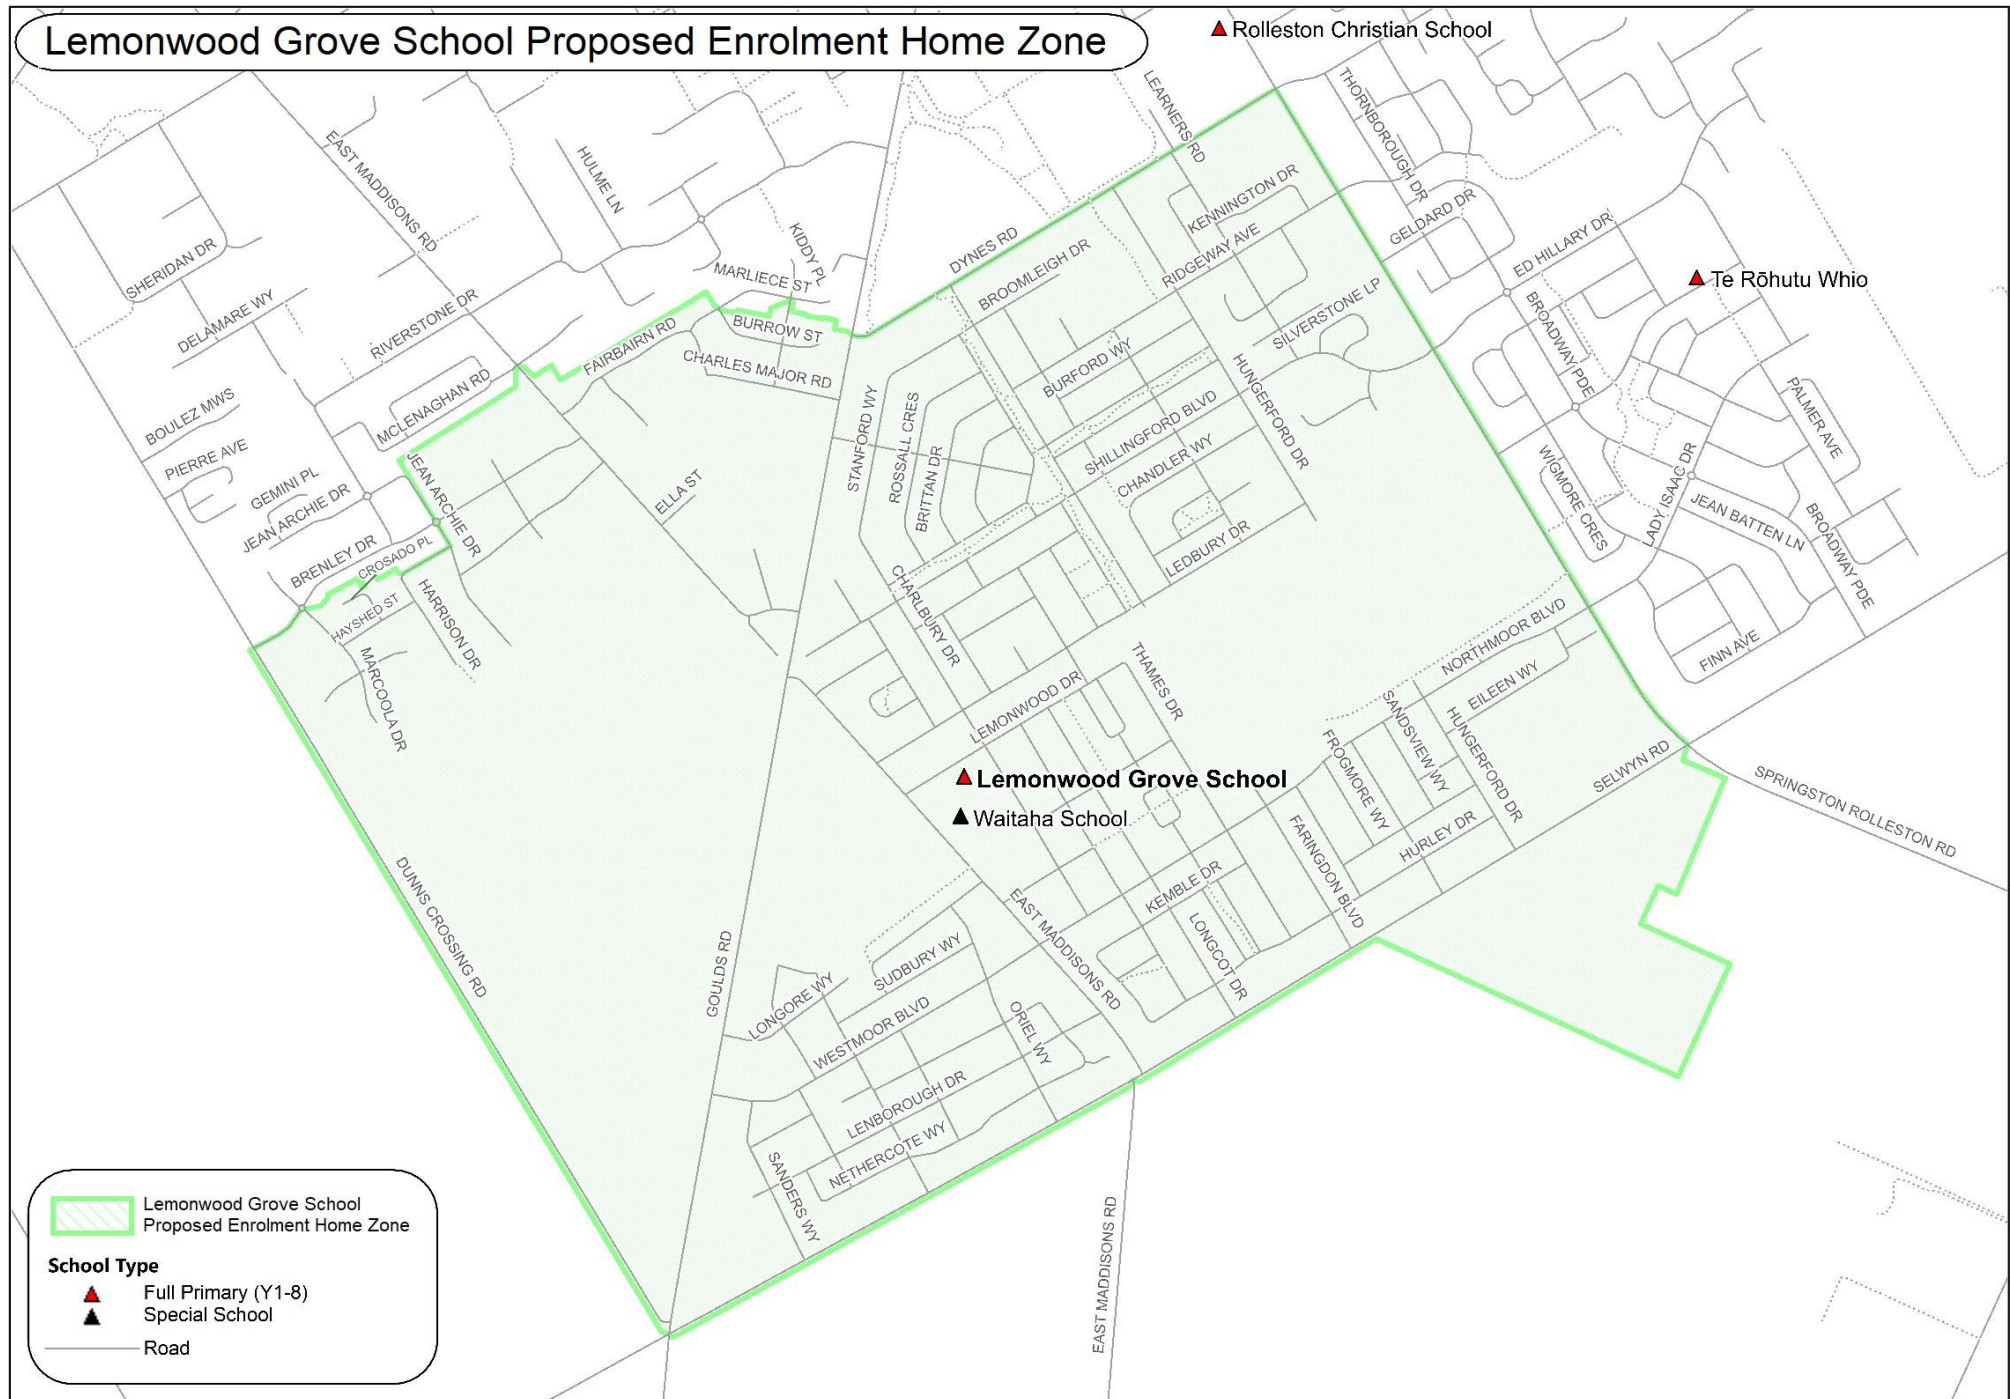 Lemonwood Grove School Proposed Enrolment Home Zone
Rolleston Christian School
LEARNERS RD
THORNBOROUGH DR
EAST MADDISONS RD
HULME LN
KENNINGTON DR
GELDARD DR
KIDDY PL
SHERIDAN DR
DYNES RD
BROOMLEIGH DR
RIDGEWAY AVE
ED HILLARY DR
Te Rōhutu Whio
MARLIECE ST
DELAMARE WY
RIVERSTONE DR
FAIRBAIRN RD
BURROW ST
SILVERSTONE LP
BROADWAY PDE
CHARLES MAJOR RD
BURFORD WY
HUNGERFORD DR
PALMER AVE
MCLENAGHAN RD
BOULEZ MWS
STANFORD WY
ROSSALL CRES
BRITTAN DR
SHILLINGFORD BLVD
CHANDLER WY
PIERRE AVE
GEMINI PL
JEAN ARCHIE DR
JEAN ARCHIE DR
ELLA ST
WIGMORE CRES
LADY ISAAC DR
JEAN BATTEN LN
BROADWAY PDE
LEDBURY DR
BRENLEY DR
CROSADO PL
HAYSHED ST
HARRISON DR
CHARLBURY DR
NORTHMOOR BLVD
FINN AVE
MARCOOLA DR
THAMES DR
LEMONWOOD DR
EILEEN WY
SANDSVIEW WY
HUNGERFORD DR
FROGMORE WY
SELWYN RD
Lemonwood Grove School
Waitaha School
SPRINGSTON ROLLESTON RD
FARINGDON BLVD
HURLEY DR
DUNNS CROSSING RD
KEMBLE DR
EAST MADDISONS RD
LONGCOT DR
GOULDS RD
SUDBURY WY
LONGORE WY
WESTMOOR BLVD
ORIEL WY
LENBOROUGH DR
NETHERCOTE WY
SANDERS WY
EAST MADDISONS RD
Lemonwood Grove School
Proposed Enrolment Home Zone
School Type
Full Primary (Y1-8)
Special School
Road